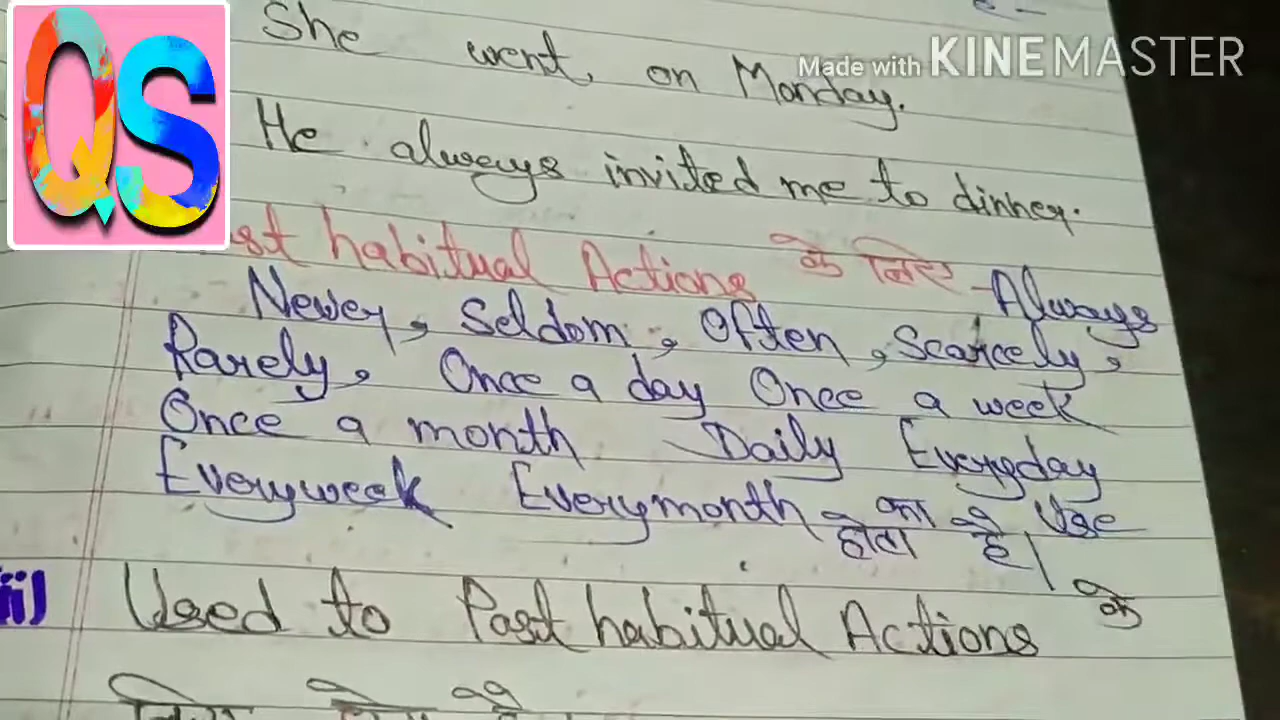 QS
Made with KINEMASTER
She went on Monday.
He always invited me to dinner.
st habitual Actions के लिए - Always
Never, Seldom, Often, Scarcely,
Rarely, Once a day Once a week
Once a month Daily Everyday
Everyweek Everymonth का Use
होता है।
ii) Used to Past habitual Actions के